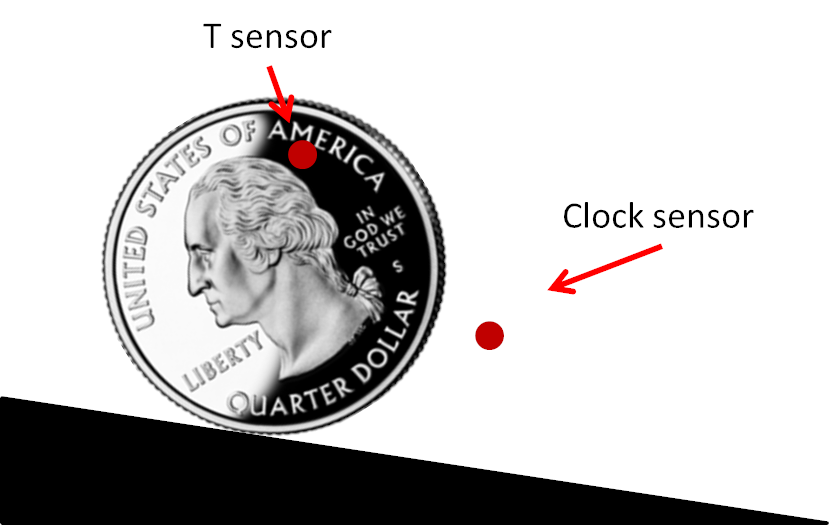 T sensor
UNITED STATES OF AMERICA
IN
GOD WE
TRUST
S
Clock sensor
LIBERTY
QUARTER DOLLAR